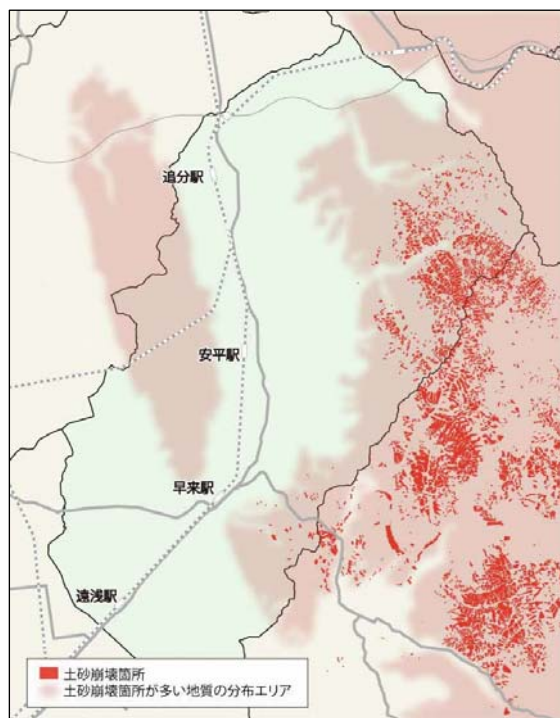 追分駅
安平駅
早来駅
遠浅駅
土砂崩壊箇所
土砂崩壊箇所が多い地質の分布エリア